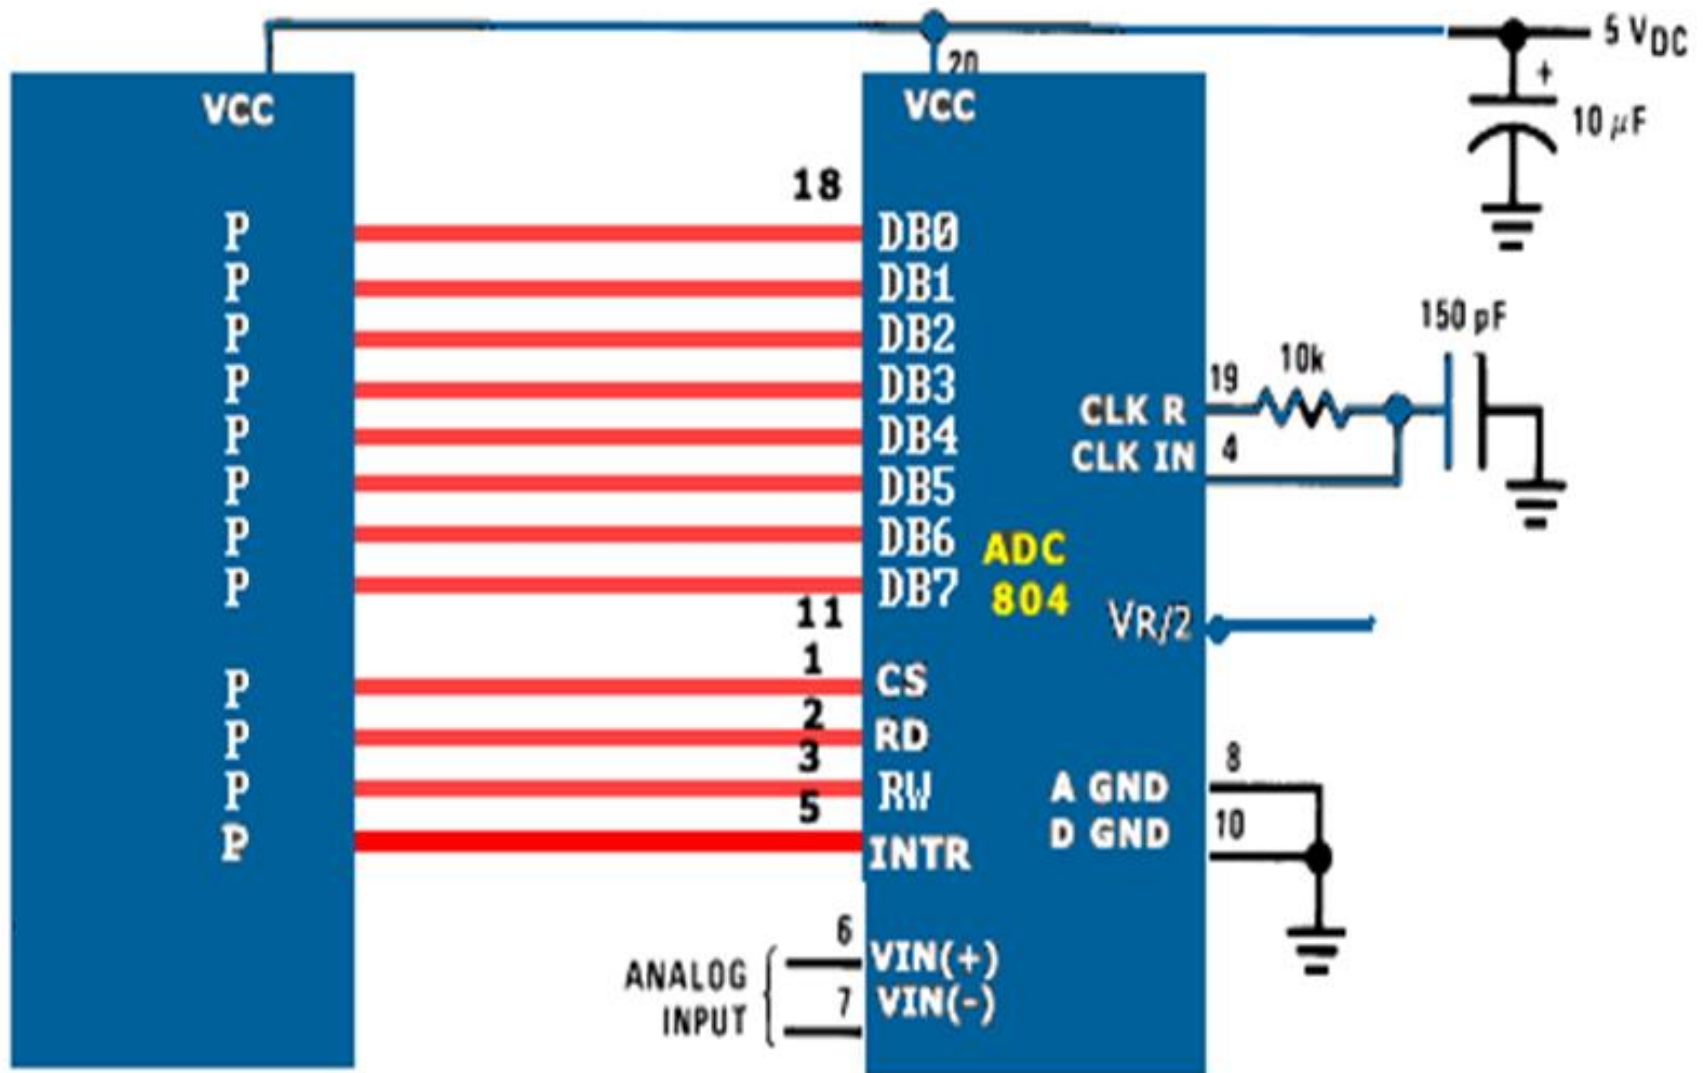 5 VDC
20
+
10 µF
VCC
VCC
18
P
DB0
P
DB1
P
DB2
P
DB3
P
DB4
P
DB5
P
DB6
P
DB7
11
150 pF
19
10k
CLK R
4
CLK IN
ADC
804
VR/2
1
P
CS
2
P
RD
3
P
RW
5
P
INTR
8
A GND
10
D GND
6
VIN(+)
ANALOG
INPUT
7
VIN(-)